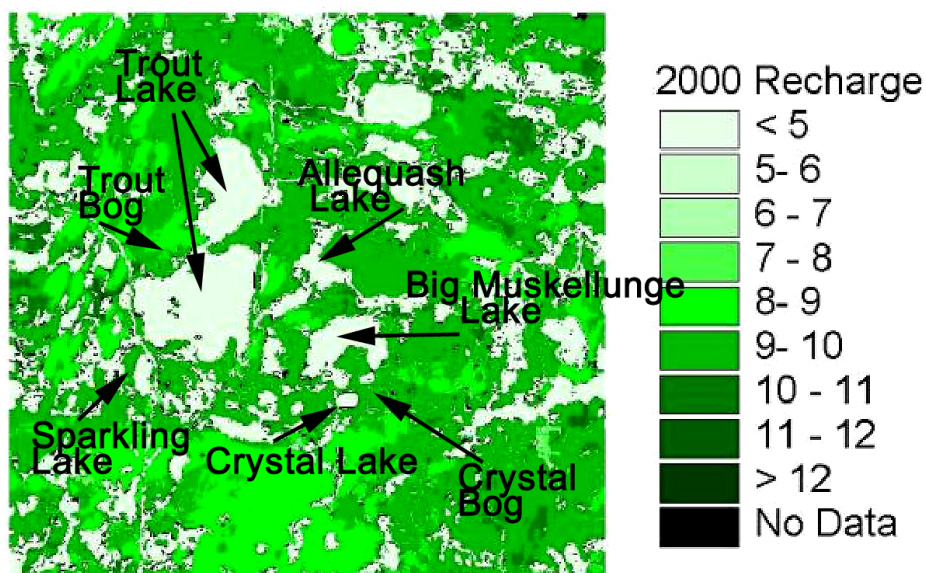 Trout
Lake
Trout
Bog
Allequash
Lake
Big Muskellunge
Lake
Sparkling
Lake
Crystal Lake
Crystal
Bog
2000 Recharge
< 5
5- 6
6 - 7
7 - 8
8- 9
9- 10
10 - 11
11 - 12
> 12
No Data